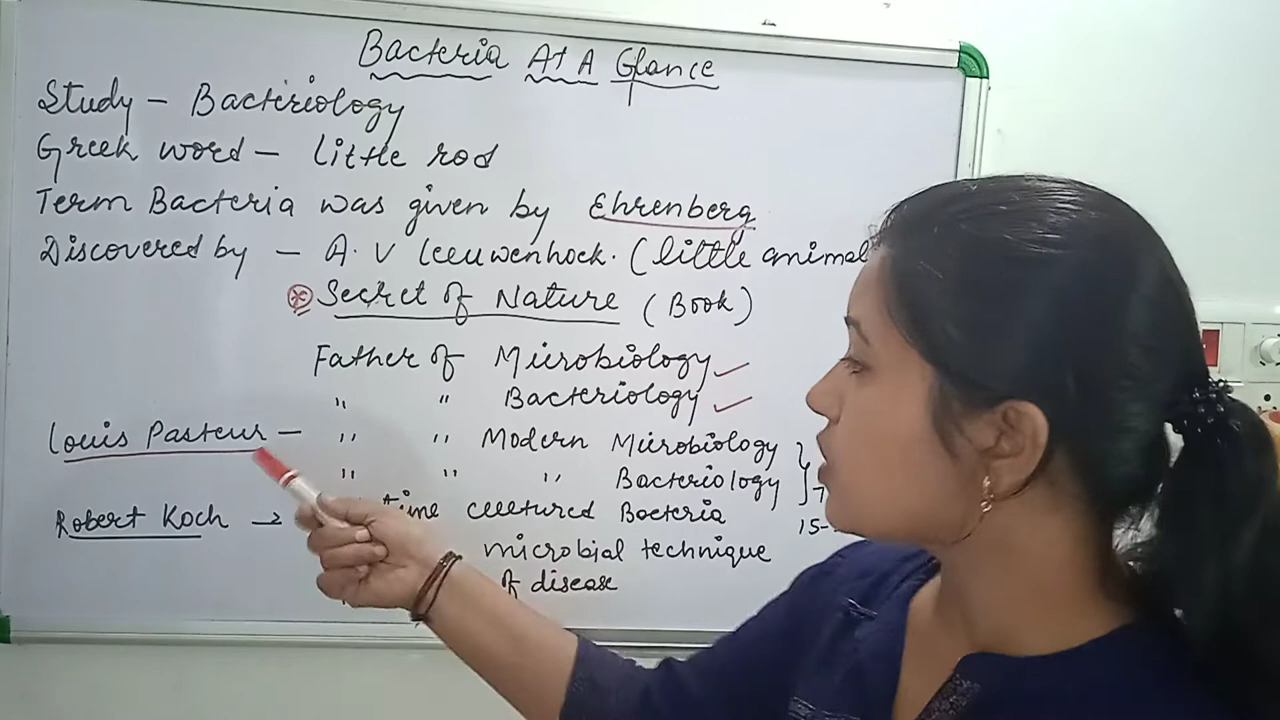 Bacteria At A Glance
Study - Bacteriology
Greek word - little rod
Term Bacteria was given by Ehrenberg
Discovered by - A. V leeuwenhock. (little animal
Secret of Nature (Book)
Father of Microbiology
" " Bacteriology
Louis Pasteur - " " Modern Microbiology
" " " Bacteriology
Robert Koch → time cultured Bacteria
microbial technique
of disease